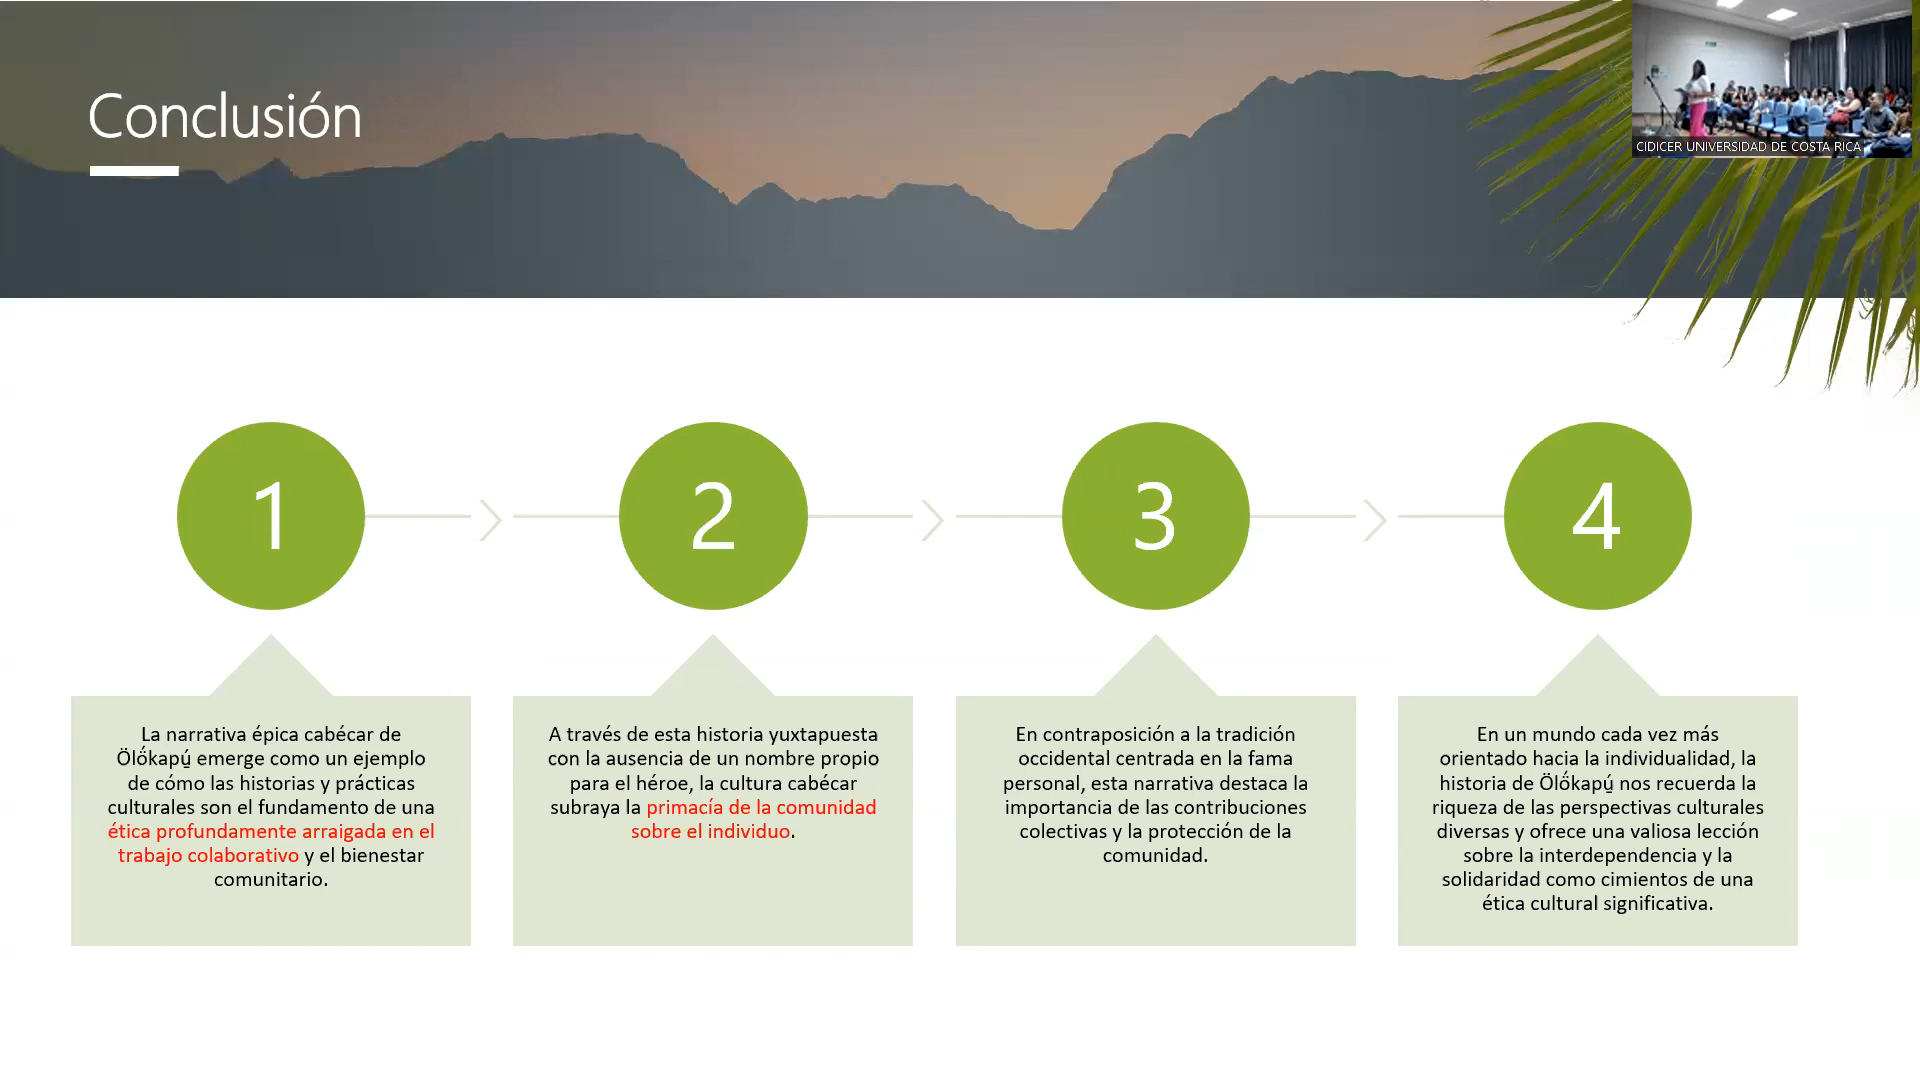 Conclusión
CIDICER UNIVERSIDAD DE COSTA RICA
1
2
3
4
La narrativa épica cabécar de
Ölö́kapú̱ emerge como un ejemplo
de cómo las historias y prácticas
culturales son el fundamento de una
ética profundamente arraigada en el
trabajo colaborativo y el bienestar
comunitario.
A través de esta historia yuxtapuesta
con la ausencia de un nombre propio
para el héroe, la cultura cabécar
subraya la primacía de la comunidad
sobre el individuo.
En contraposición a la tradición
occidental centrada en la fama
personal, esta narrativa destaca la
importancia de las contribuciones
colectivas y la protección de la
comunidad.
En un mundo cada vez más
orientado hacia la individualidad, la
historia de Ölö́kapú̱ nos recuerda la
riqueza de las perspectivas culturales
diversas y ofrece una valiosa lección
sobre la interdependencia y la
solidaridad como cimientos de una
ética cultural significativa.